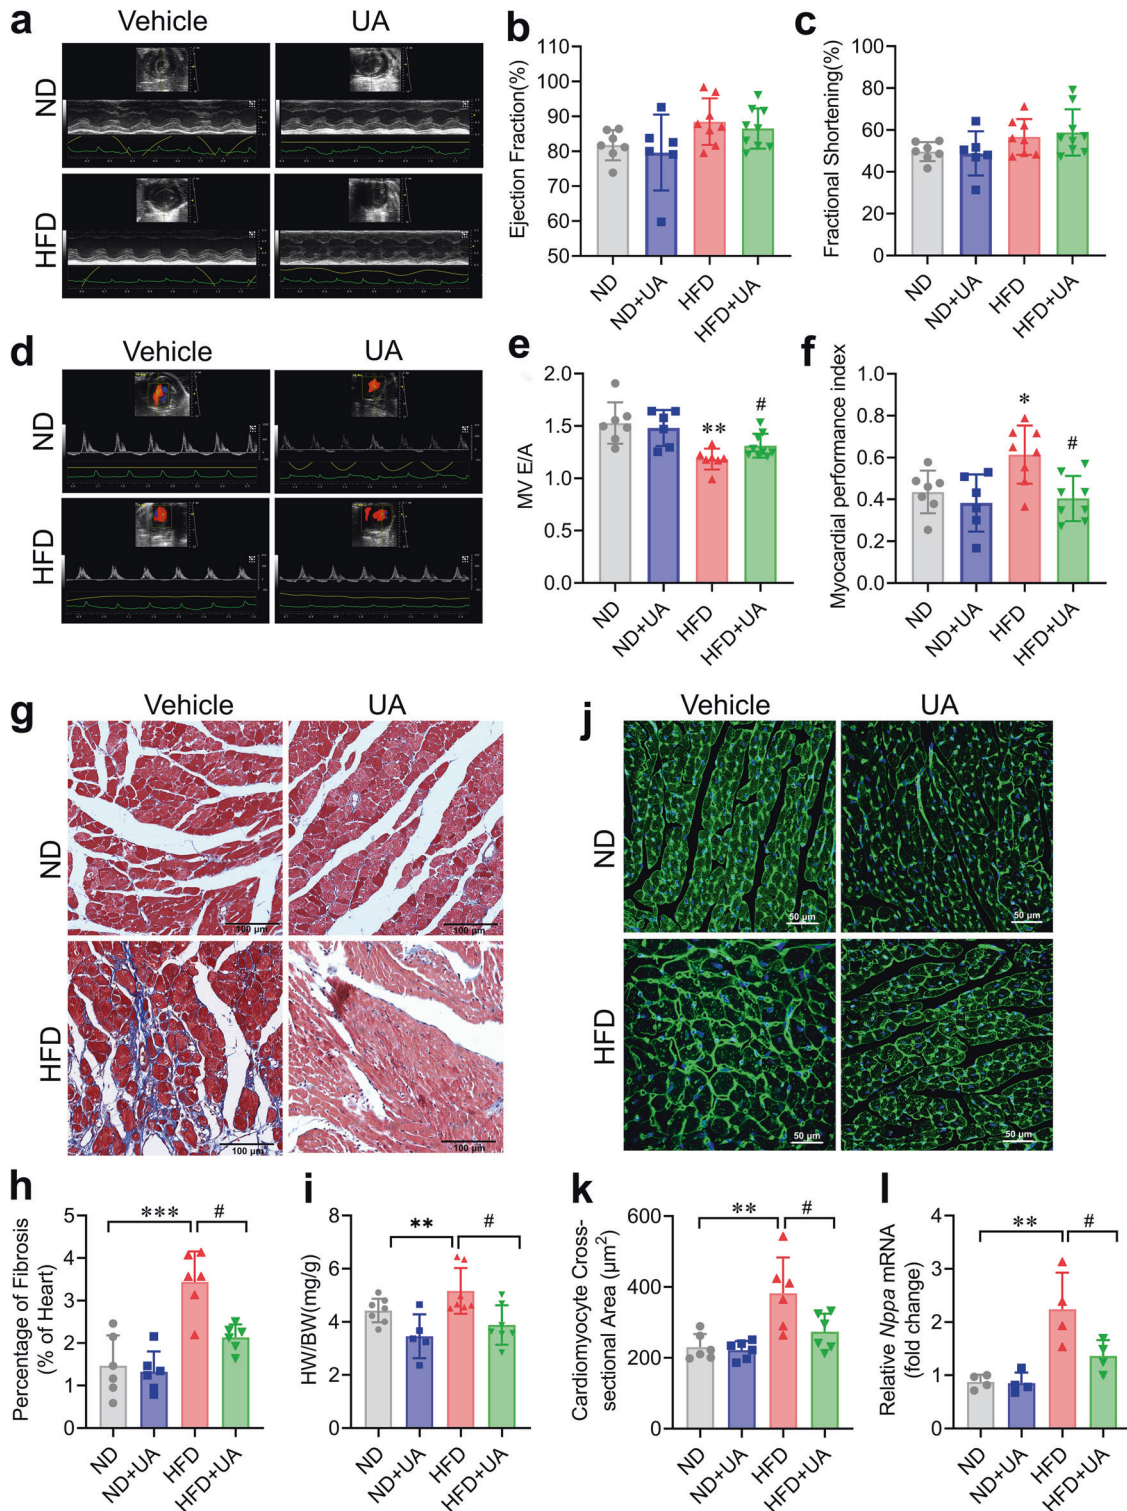 a
Vehicle
UA
ND
HFD
b
Ejection Fraction(%)
110
100
90
80
70
60
50
ND
ND+UA
HFD
HFD+UA
c
Fractional Shortening(%)
100
80
60
40
20
0
ND
ND+UA
HFD
HFD+UA
d
Vehicle
UA
ND
HFD
e
MV E/A
2.0
1.5
1.0
0.5
0.0
**
#
ND
ND+UA
HFD
HFD+UA
f
Myocardial performance index
1.0
0.8
0.6
0.4
0.2
0.0
*
#
ND
ND+UA
HFD
HFD+UA
g
Vehicle
UA
ND
HFD
100 μm
100 μm
100 μm
100 μm
j
Vehicle
UA
ND
HFD
50 μm
50 μm
50 μm
50 μm
h
Percentage of Fibrosis
(% of Heart)
5
4
3
2
1
0
***
#
ND
ND+UA
HFD
HFD+UA
i
HW/BW(mg/g)
8
6
4
2
0
**
#
ND
ND+UA
HFD
HFD+UA
k
Cardiomyocyte Cross-
sectional Area (μm²)
600
400
200
0
**
#
ND
ND+UA
HFD
HFD+UA
l
Relative Nppa mRNA
(fold change)
4
3
2
1
0
**
#
ND
ND+UA
HFD
HFD+UA